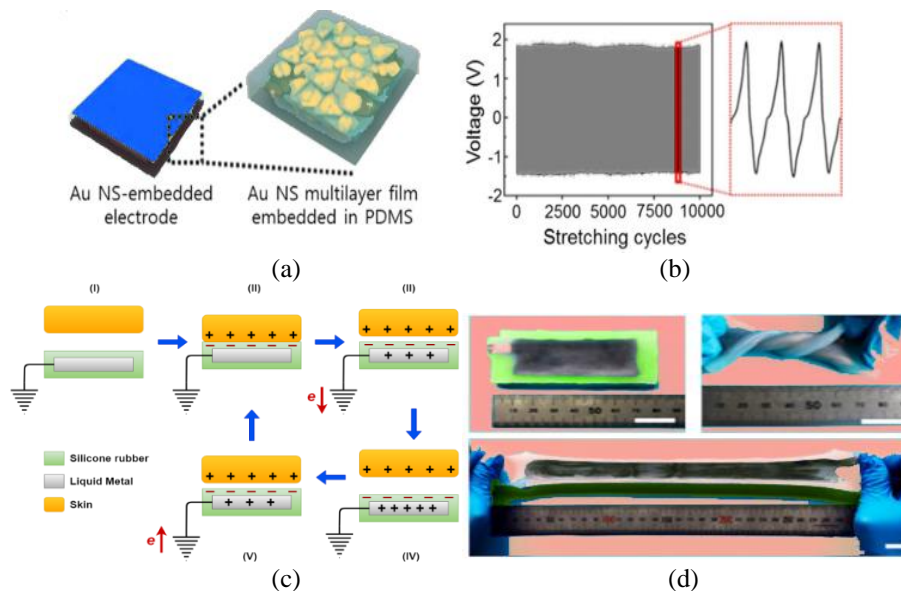 Au NS-embedded
electrode
Au NS multilayer film
embedded in PDMS
(a)
Voltage (V)
2
1
0
-1
-2
0 2500 5000 7500 10000
Stretching cycles
(b)
(I)
(II)
(II)
e
Silicone rubber
Liquid Metal
Skin
e
(V)
(IV)
(c)
50
50
(d)